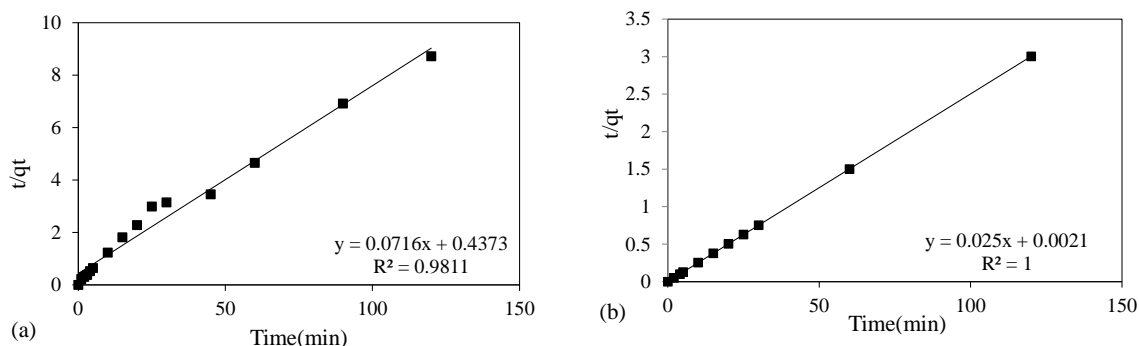 10
8
6
4
2
0
t/qt
0
50
100
150
y = 0.0716x + 0.4373
R² = 0.9811
(a)
Time(min)
3.5
3
2.5
2
1.5
1
0.5
0
t/qt
0
50
100
150
y = 0.025x + 0.0021
R² = 1
(b)
Time(min)